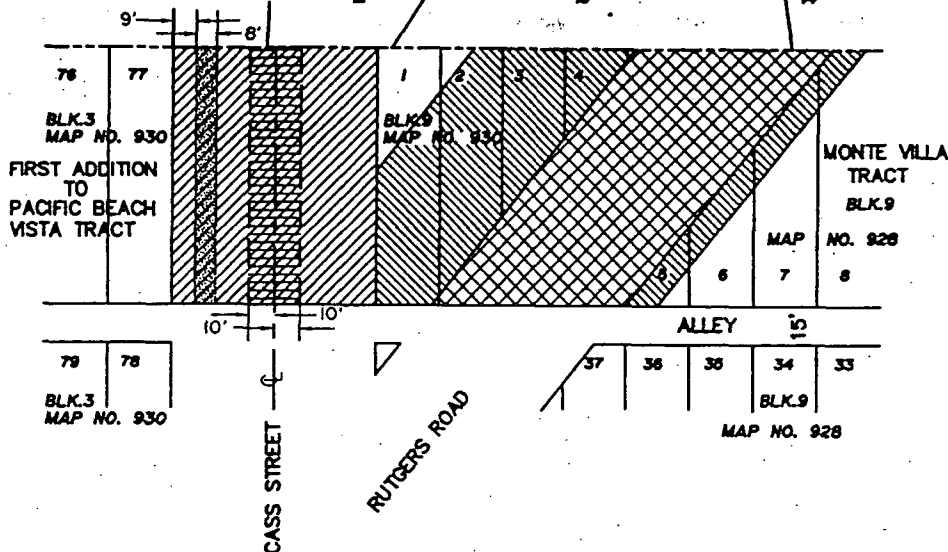 9'
8'
76
77
1
2
3
4
BLK.3
MAP NO. 930
BLK.9
MAP NO. 930
FIRST ADDITION
TO
PACIFIC BEACH
VISTA TRACT
MONTE VILLA
TRACT
BLK.9
MAP NO. 928
5
6
7
8
10'
10'
ALLEY
15'
79
78
37
36
35
34
33
BLK.3
MAP NO. 930
BLK.9
MAP NO. 928
CASS STREET
RUTGERS ROAD